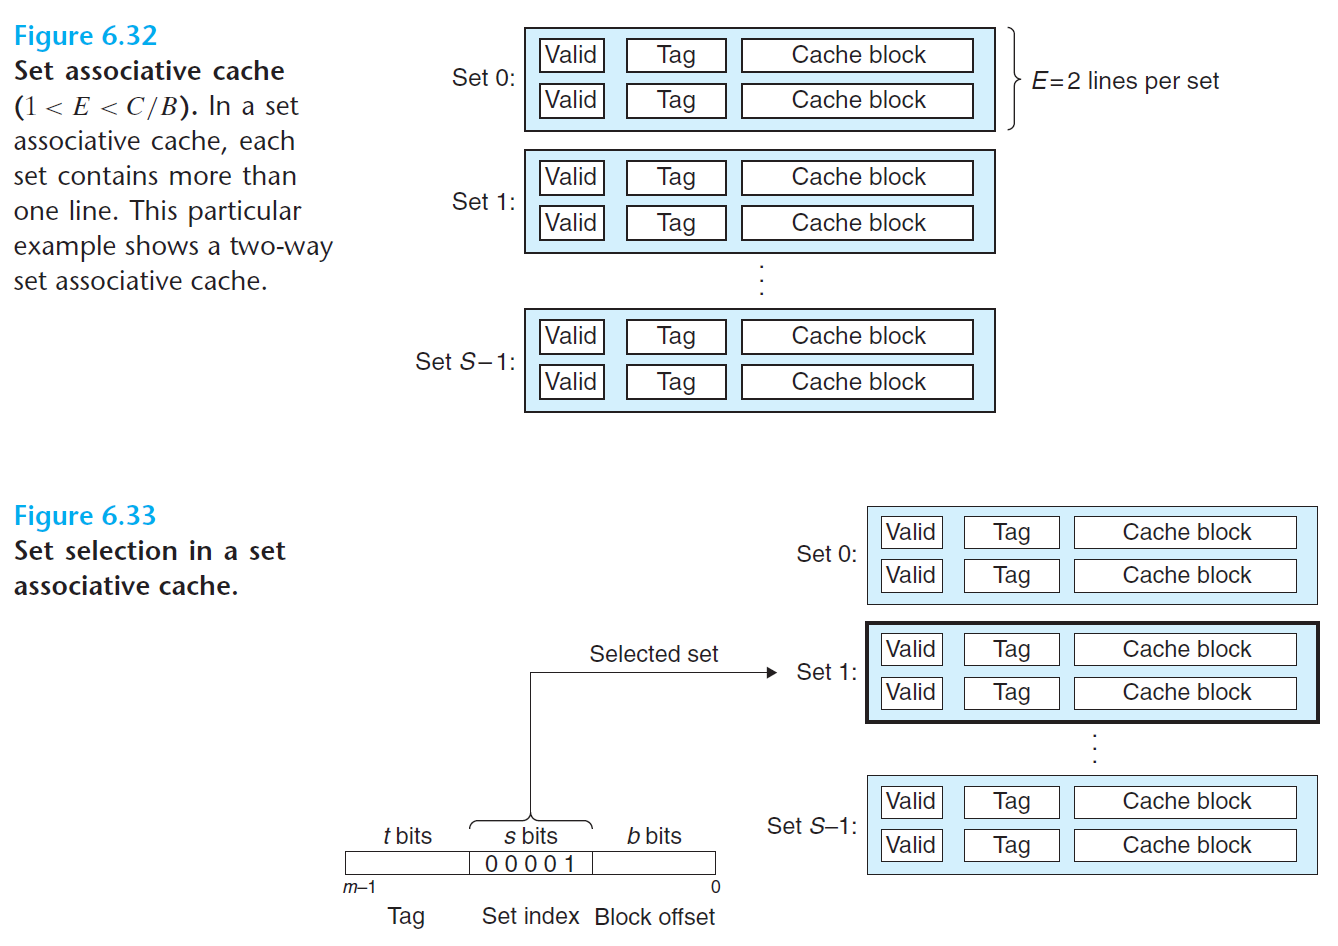 Figure 6.32
Set associative cache
(1 < E < C/B). In a set
associative cache, each
set contains more than
one line. This particular
example shows a two-way
set associative cache.
Set 0:
Valid Tag Cache block
Valid Tag Cache block
E=2 lines per set
Set 1:
Valid Tag Cache block
Valid Tag Cache block
Set S–1:
Valid Tag Cache block
Valid Tag Cache block
Figure 6.33
Set selection in a set
associative cache.
Set 0:
Valid Tag Cache block
Valid Tag Cache block
Selected set
Set 1:
Valid Tag Cache block
Valid Tag Cache block
Set S–1:
Valid Tag Cache block
Valid Tag Cache block
t bits s bits b bits
0 0 0 0 1
m–1 0
Tag Set index Block offset